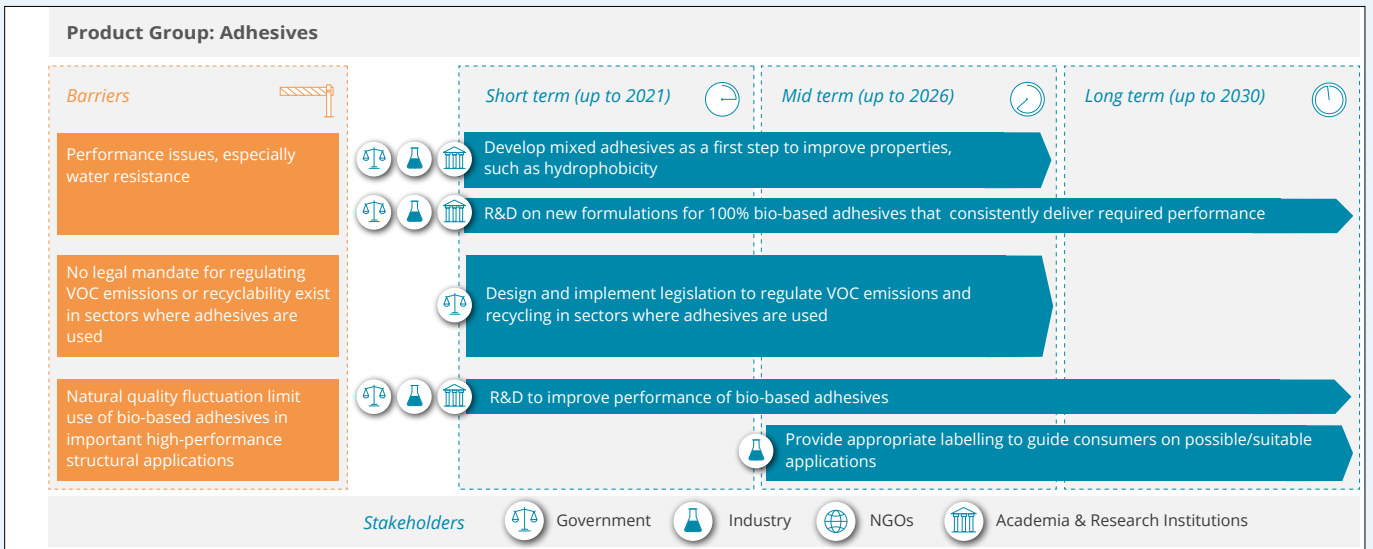 Product Group: Adhesives
Barriers
Short term (up to 2021)
Mid term (up to 2026)
Long term (up to 2030)
Performance issues, especially
water resistance
Develop mixed adhesives as a first step to improve properties,
such as hydrophobicity
R&D on new formulations for 100% bio-based adhesives that consistently deliver required performance
No legal mandate for regulating
VOC emissions or recyclability exist
in sectors where adhesives are
used
Design and implement legislation to regulate VOC emissions and
recycling in sectors where adhesives are used
Natural quality fluctuation limit
use of bio-based adhesives in
important high-performance
structural applications
R&D to improve performance of bio-based adhesives
Provide appropriate labelling to guide consumers on possible/suitable
applications
Stakeholders
Government
Industry
NGOs
Academia & Research Institutions